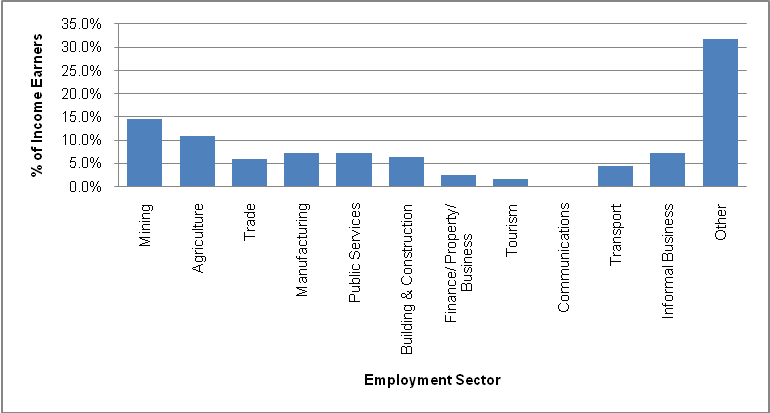 35.0%
30.0%
25.0%
20.0%
15.0%
10.0%
5.0%
0.0%
% of Income Earners
Mining
Agriculture
Trade
Manufacturing
Public Services
Building & Construction
Finance/ Property/
Business
Tourism
Communications
Transport
Informal Business
Other
Employment Sector